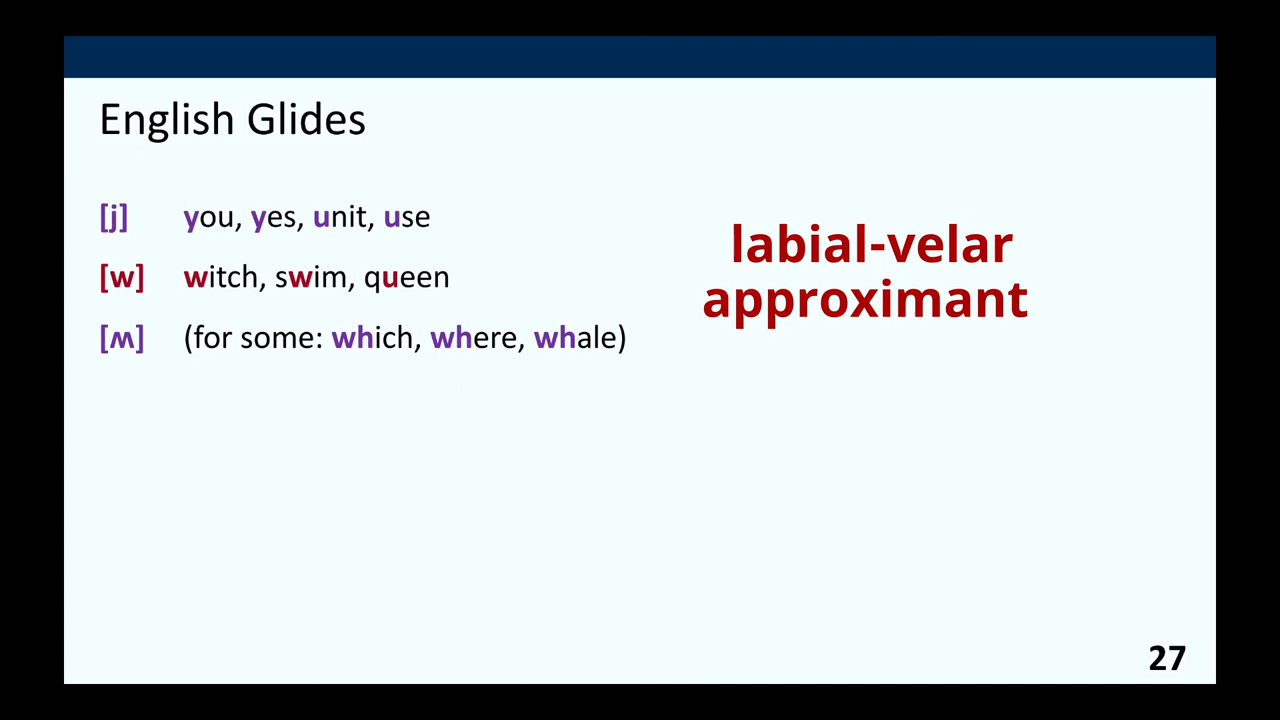 English Glides
[j] you, yes, unit, use
[w] witch, swim, queen
[ʍ] (for some: which, where, whale)
labial-velar
approximant
27